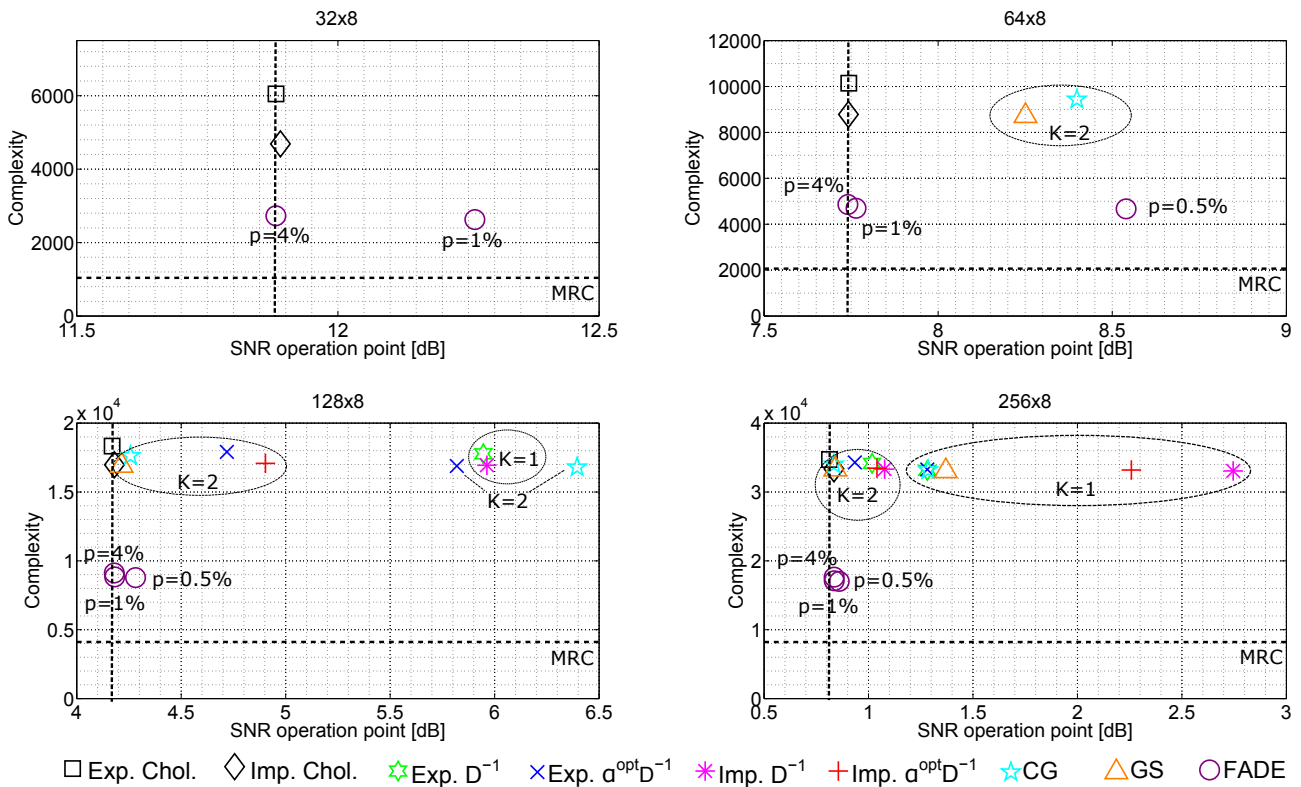 32x8
6000
4000
2000
0
Complexity
p=4%
p=1%
MRC
11.5
12
12.5
SNR operation point [dB]
64x8
12000
10000
8000
6000
4000
2000
0
Complexity
K=2
p=4%
p=1%
p=0.5%
MRC
7.5
8
8.5
9
SNR operation point [dB]
128x8
x 10^4
2
1.5
1
0.5
0
Complexity
K=2
K=1
K=2
p=4%
p=0.5%
p=1%
MRC
4
4.5
5
5.5
6
6.5
SNR operation point [dB]
256x8
x 10^4
4
3
2
1
0
Complexity
K=2
K=1
p=4%
p=0.5%
p=1%
MRC
0.5
1
1.5
2
2.5
3
SNR operation point [dB]
Exp. Chol. Imp. Chol. Exp. D⁻¹ Exp. α^opt D⁻¹ Imp. D⁻¹ Imp. α^opt D⁻¹ CG GS FADE